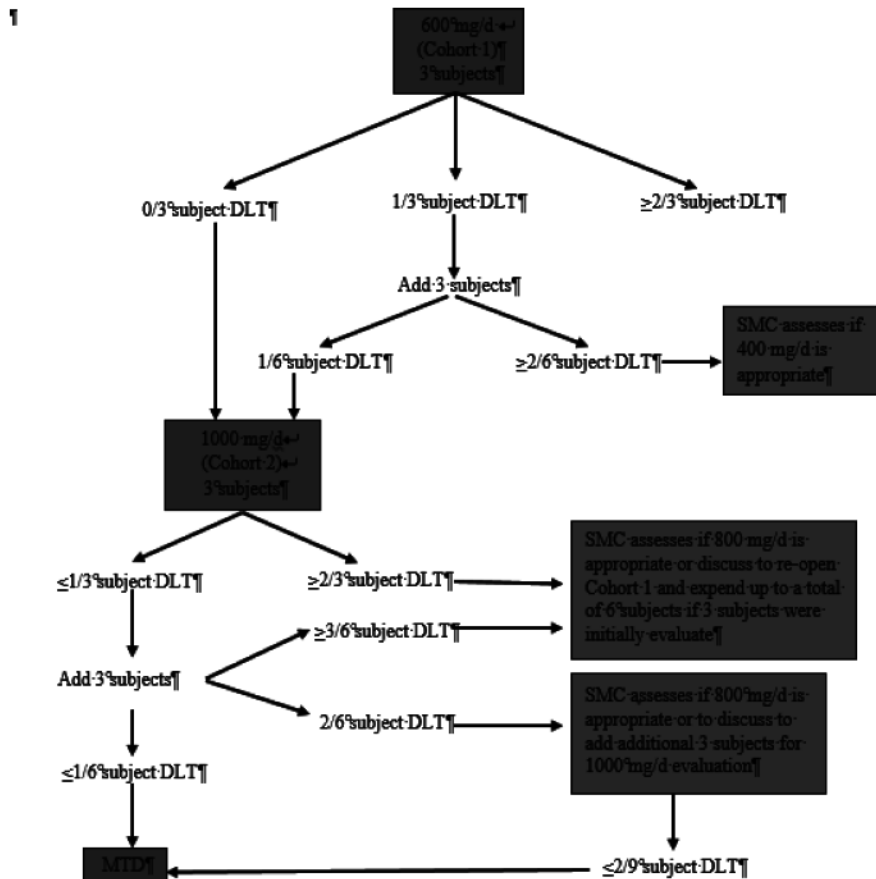 ¶
600°mg/d·↵
(Cohort·1)¶
3°subjects¶
0/3°subject·DLT¶
1/3°subject·DLT¶
≥2/3°subject·DLT¶
Add·3·subjects¶
1/6°subject·DLT¶
≥2/6°subject·DLT¶
SMC·assesses·if·
400·mg/d·is·
appropriate¶
1000·mg/d↵
(Cohort·2)↵
3°subjects¶
≤1/3°subject·DLT¶
≥2/3°subject·DLT¶
SMC·assesses·if·800·mg/d·is·
appropriate·or·discuss·to·re-open·
Cohort·1·and·expend·up·to·a·total·
of·6°subjects·if·3·subjects·were·
initially·evaluate¶
≥3/6°subject·DLT¶
Add·3°subjects¶
2/6°subject·DLT¶
SMC·assesses·if·800°mg/d·is·
appropriate·or·to·discuss·to·
add·additional·3·subjects·for·
1000°mg/d·evaluation¶
≤1/6°subject·DLT¶
MTD¶
≤2/9°subject·DLT¶